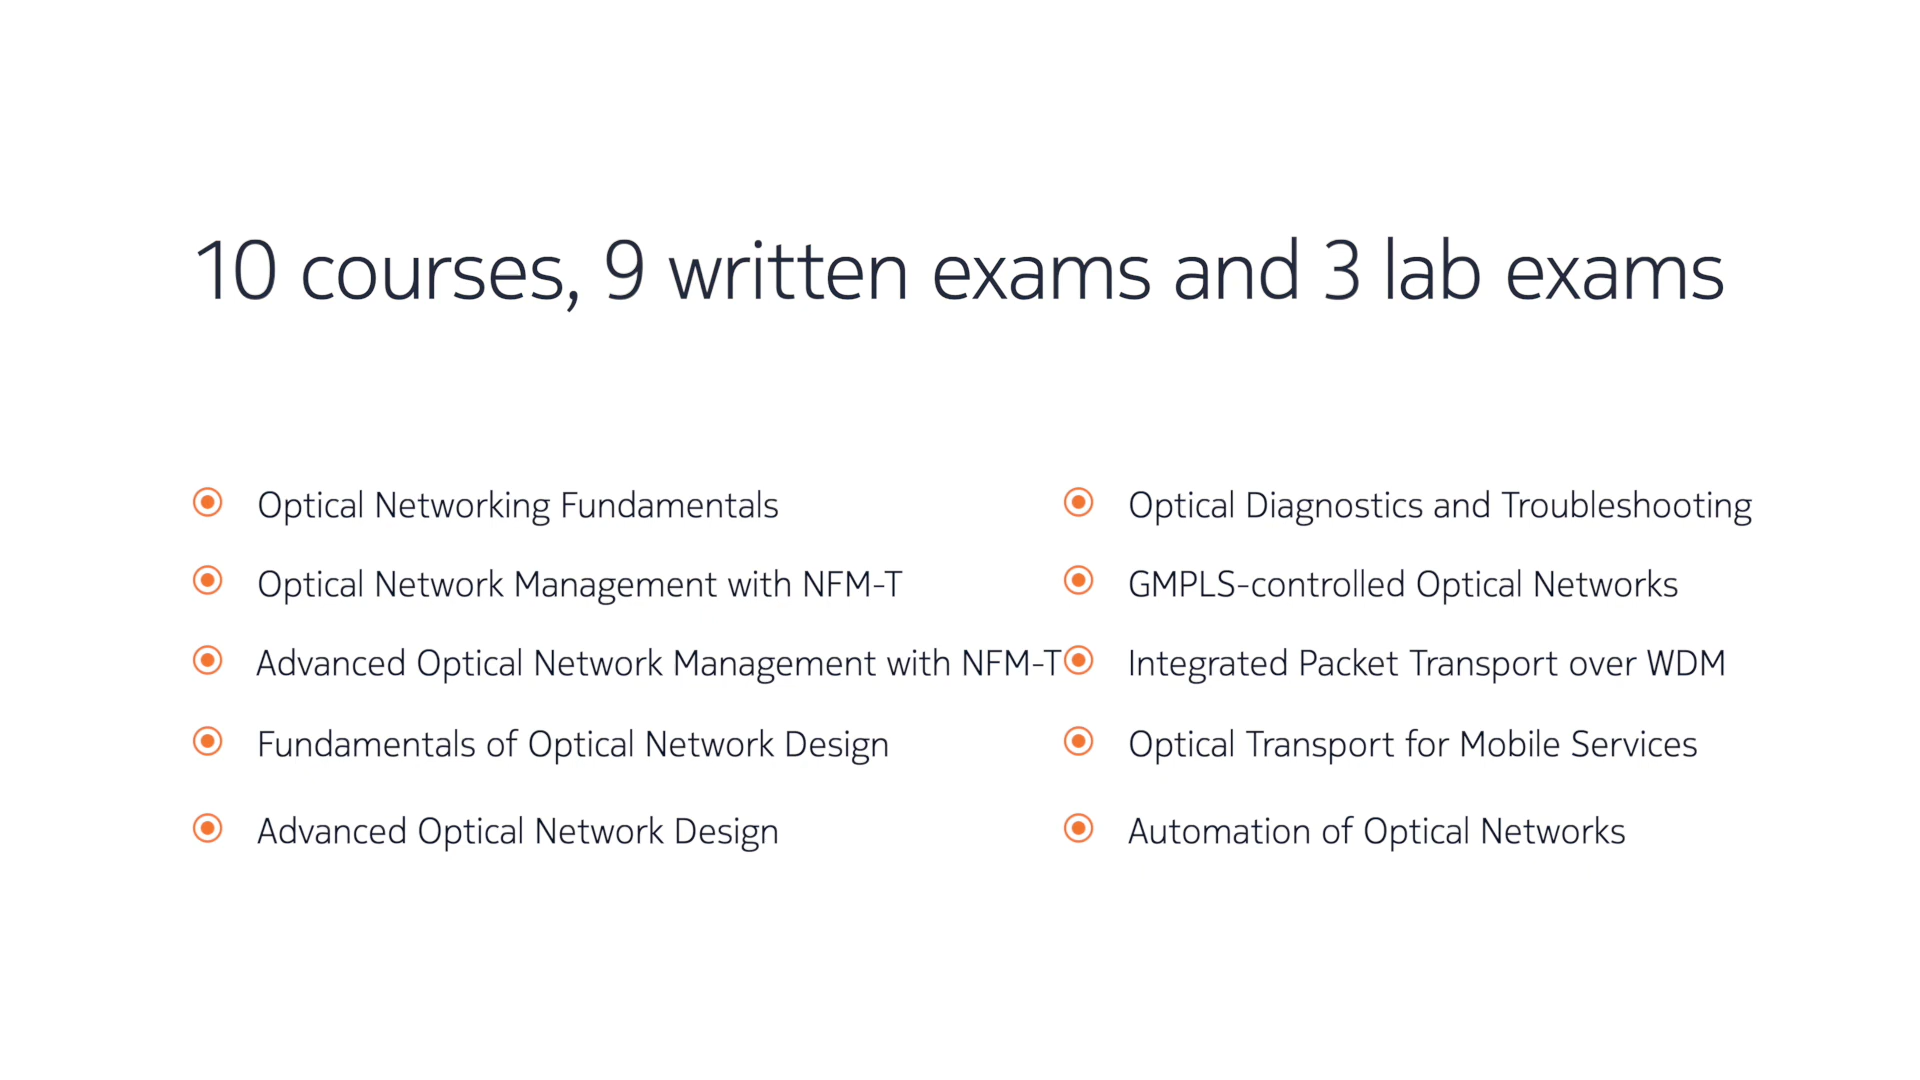 10 courses, 9 written exams and 3 lab exams
Optical Networking Fundamentals
Optical Network Management with NFM-T
Advanced Optical Network Management with NFM-T
Fundamentals of Optical Network Design
Advanced Optical Network Design
Optical Diagnostics and Troubleshooting
GMPLS-controlled Optical Networks
Integrated Packet Transport over WDM
Optical Transport for Mobile Services
Automation of Optical Networks